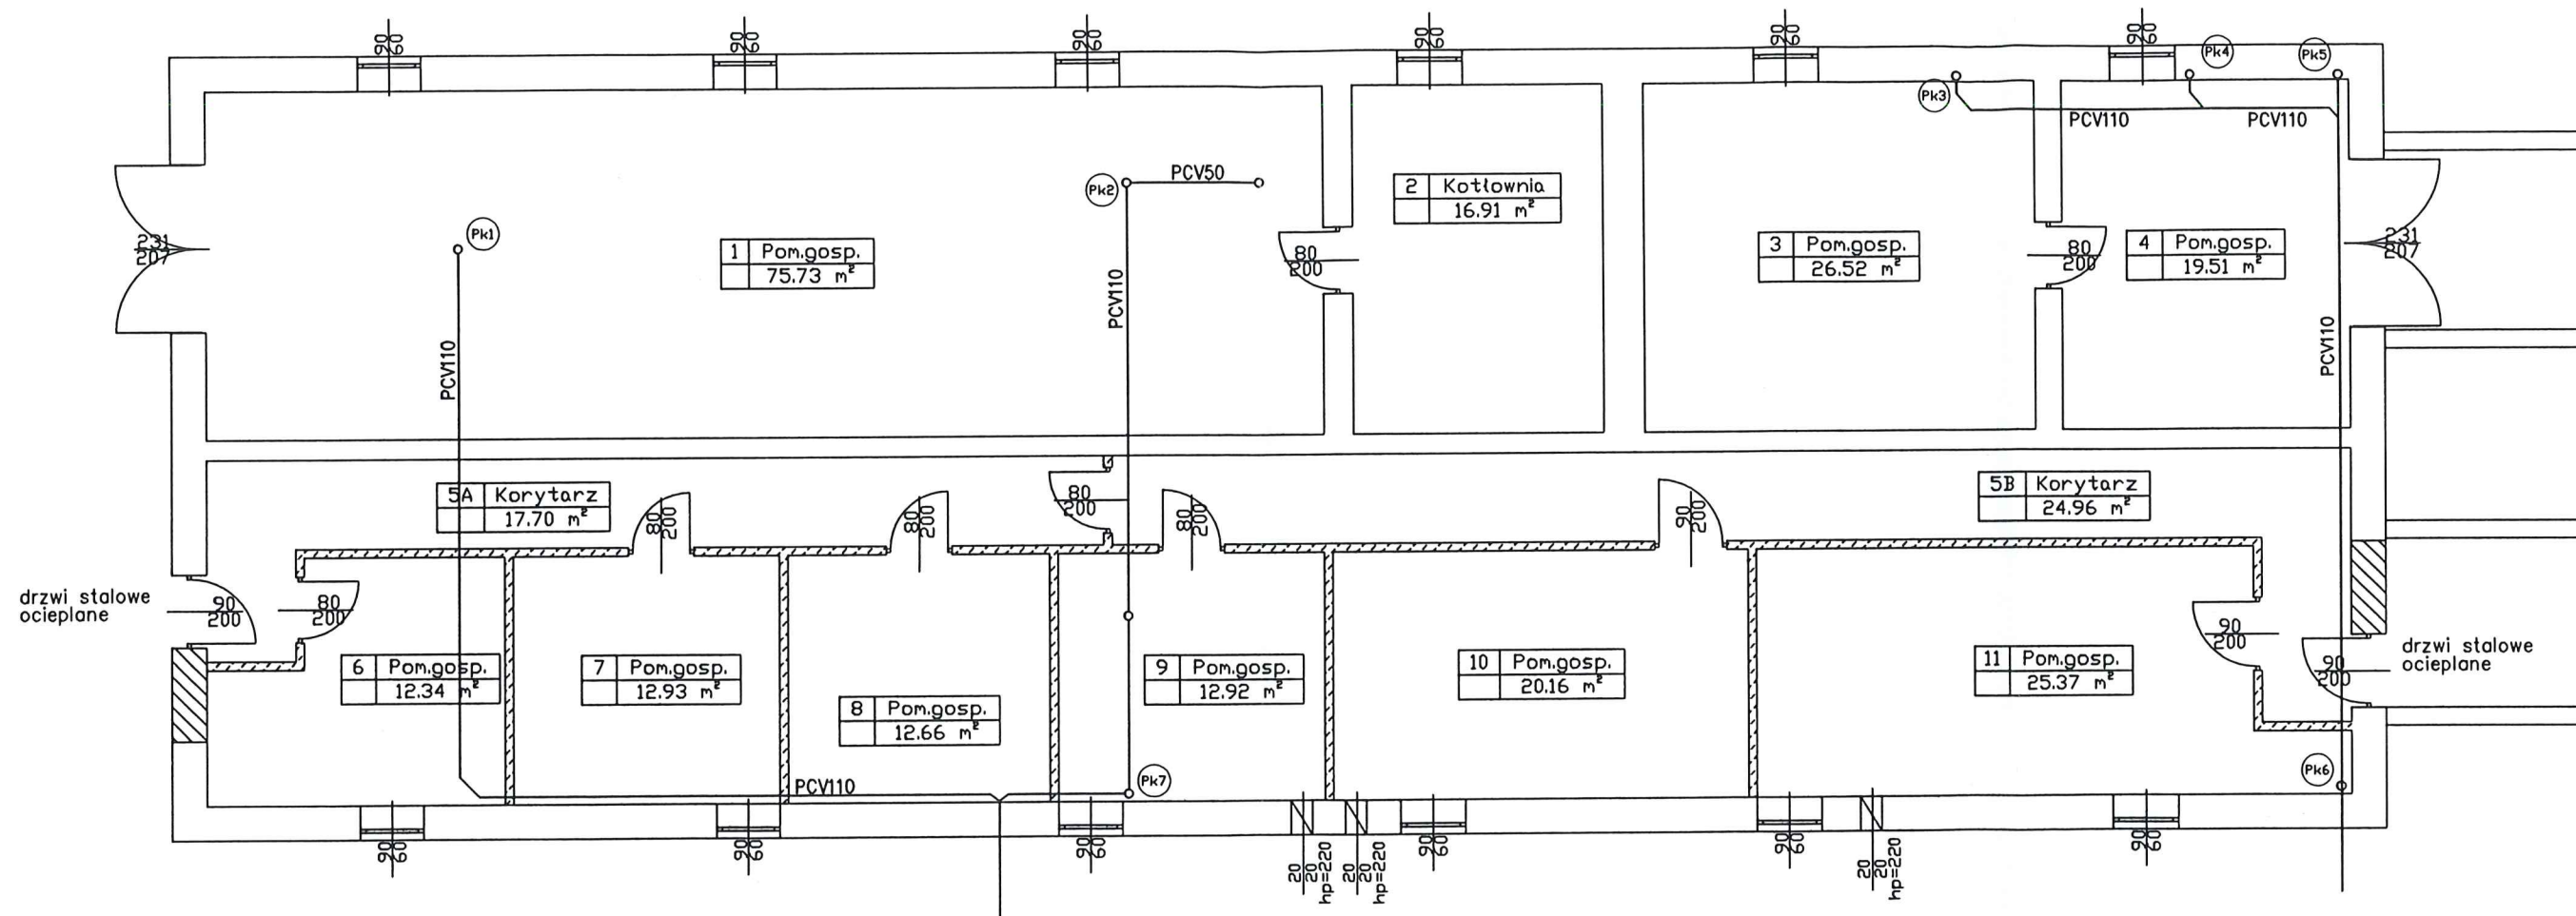 90
60
90
60
90
60
90
60
90
60
90
60
Pk4
Pk5
Pk3
PCV110
PCV110
PCV50
Pk2
Pk1
2 Kotłownia
16.91 m²
1 Pom.gosp.
75.73 m²
3 Pom.gosp.
26.52 m²
4 Pom.gosp.
19.51 m²
231
207
80
200
80
200
231
207
PCV110
PCV110
PCV110
5A Korytarz
17.70 m²
5B Korytarz
24.96 m²
80
200
80
200
80
200
80
200
90
200
drzwi stalowe
ocieplane
90
200
80
200
90
200
90
200
drzwi stalowe
ocieplane
6 Pom.gosp.
12.34 m²
7 Pom.gosp.
12.93 m²
8 Pom.gosp.
12.66 m²
9 Pom.gosp.
12.92 m²
10 Pom.gosp.
20.16 m²
11 Pom.gosp.
25.37 m²
PCV110
Pk7
Pk6
90
60
90
60
90
60
20
20
hp=220
20
20
hp=220
90
60
90
60
20
20
hp=220
90
60